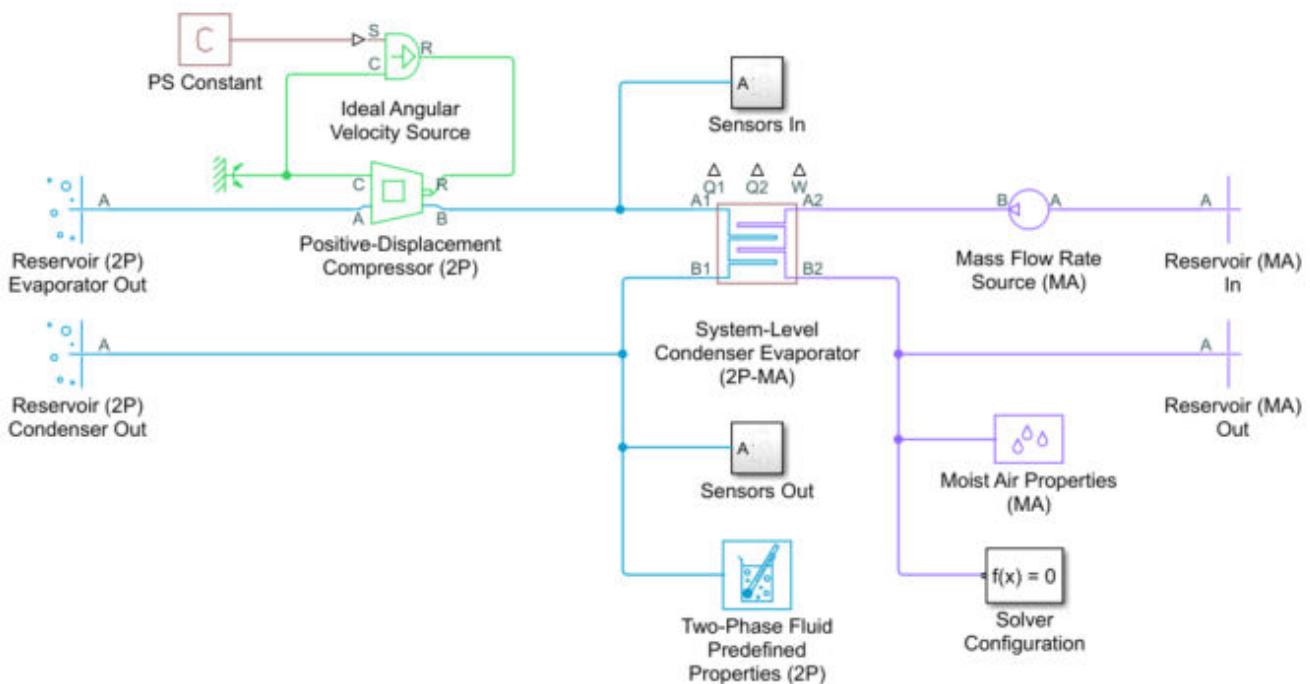 C
PS Constant
S
C
R
Ideal Angular
Velocity Source
A
Sensors In
C
R
A
B
Positive-Displacement
Compressor (2P)
A
Reservoir (2P)
Evaporator Out
Q1
Q2
W
A1
A2
B1
B2
System-Level
Condenser Evaporator
(2P-MA)
B
A
Mass Flow Rate
Source (MA)
A
Reservoir (MA)
In
A
Reservoir (2P)
Condenser Out
A
Reservoir (MA)
Out
A
Sensors Out
Moist Air Properties
(MA)
Two-Phase Fluid
Predefined
Properties (2P)
f(x) = 0
Solver
Configuration